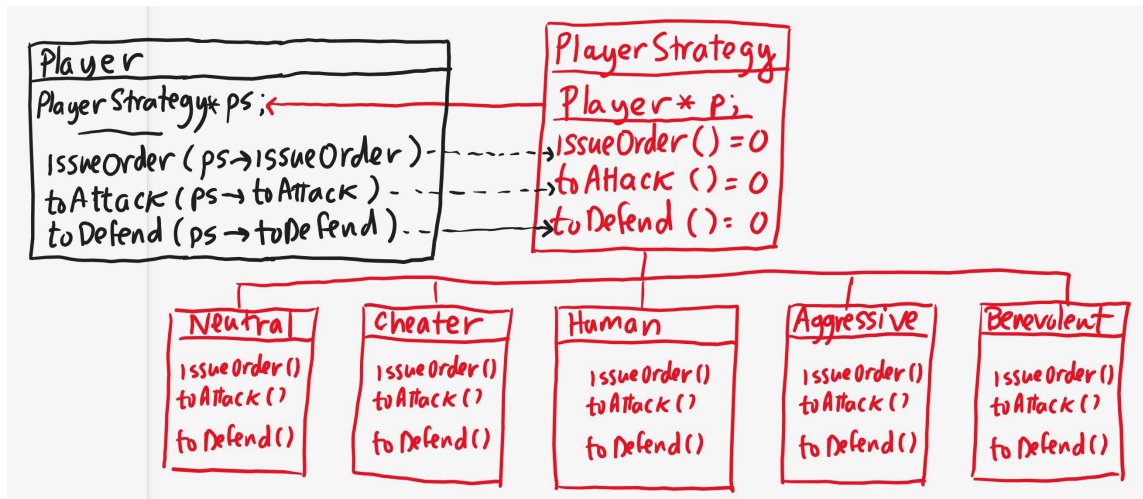 Player
PlayerStrategy* ps;
issueOrder (ps→issueOrder)
toAttack (ps→toAttack)
toDefend (ps→toDefend)
PlayerStrategy
Player* p;
issueOrder () = 0
toAttack () = 0
toDefend () = 0
Neutral
issueOrder()
toAttack()
toDefend()
Cheater
issueOrder()
toAttack()
toDefend()
Human
issueOrder()
toAttack()
toDefend()
Aggressive
issueOrder()
toAttack()
toDefend()
Benevolent
issueOrder()
toAttack()
toDefend()